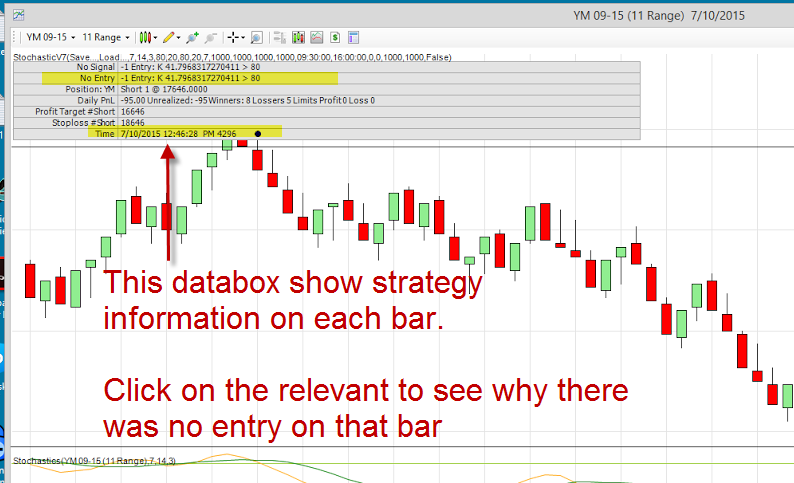 YM 09-15 (11 Range) 7/10/2015
YM 09-15 11 Range
StochasticV7(Save...,Load...,7,14,3,80,20,80,20,7,1000,1000,1000,1000,09:30:00,16:00:00,0,0,1000,1000,False)
No Signal -1 Entry: K 41.7968317270411 > 80
No Entry -1 Entry: K 41.7968317270411 > 80
Position: YM Short 1 @ 17646.0000
Daily PnL -95.00 Unrealized: -95 Winners: 8 Lossers 5 Limits Profit 0 Loss 0
Profit Target #Short 16646
Stoploss #Short 18646
Time 7/10/2015 12:46:28 PM 4296
This databox show strategy
information on each bar.
Click on the relevant to see why there
was no entry on that bar
Stochastics(YM 09-15 (11 Range),7,14,3)